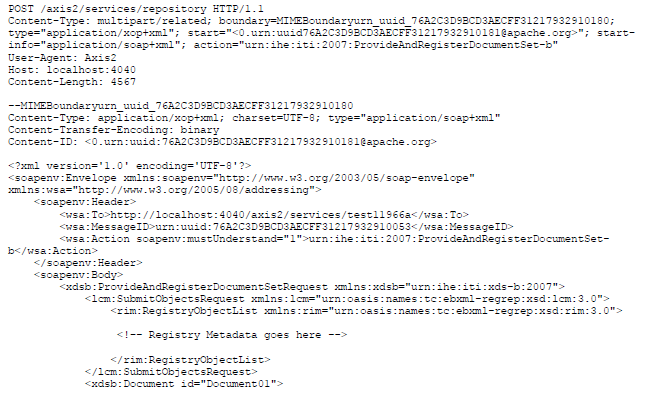 POST /axis2/services/repository HTTP/1.1
Content-Type: multipart/related; boundary=MIMEBoundaryurn_uuid_76A2C3D9BCD3AECFF31217932910180;
type="application/xop+xml"; start="<0.urn:uuid76A2C3D9BCD3AECFF31217932910181@apache.org>"; start-
info="application/soap+xml"; action="urn:ihe:iti:2007:ProvideAndRegisterDocumentSet-b"
User-Agent: Axis2
Host: localhost:4040
Content-Length: 4567

--MIMEBoundaryurn_uuid_76A2C3D9BCD3AECFF31217932910180
Content-Type: application/xop+xml; charset=UTF-8; type="application/soap+xml"
Content-Transfer-Encoding: binary
Content-ID: <0.urn:uuid:76A2C3D9BCD3AECFF31217932910181@apache.org>

<?xml version='1.0' encoding='UTF-8'?>
<soapenv:Envelope xmlns:soapenv="http://www.w3.org/2003/05/soap-envelope"
xmlns:wsa="http://www.w3.org/2005/08/addressing">
    <soapenv:Header>
        <wsa:To>http://localhost:4040/axis2/services/test11966a</wsa:To>
        <wsa:MessageID>urn:uuid:76A2C3D9BCD3AECFF31217932910053</wsa:MessageID>
        <wsa:Action soapenv:mustUnderstand="1">urn:ihe:iti:2007:ProvideAndRegisterDocumentSet-
b</wsa:Action>
    </soapenv:Header>
    <soapenv:Body>
        <xdsb:ProvideAndRegisterDocumentSetRequest xmlns:xdsb="urn:ihe:iti:xds-b:2007">
            <lcm:SubmitObjectsRequest xmlns:lcm="urn:oasis:names:tc:ebxml-regrep:xsd:lcm:3.0">
                <rim:RegistryObjectList xmlns:rim="urn:oasis:names:tc:ebxml-regrep:xsd:rim:3.0">

                 <!-- Registry Metadata goes here -->

                </rim:RegistryObjectList>
            </lcm:SubmitObjectsRequest>
            <xdsb:Document id="Document01">